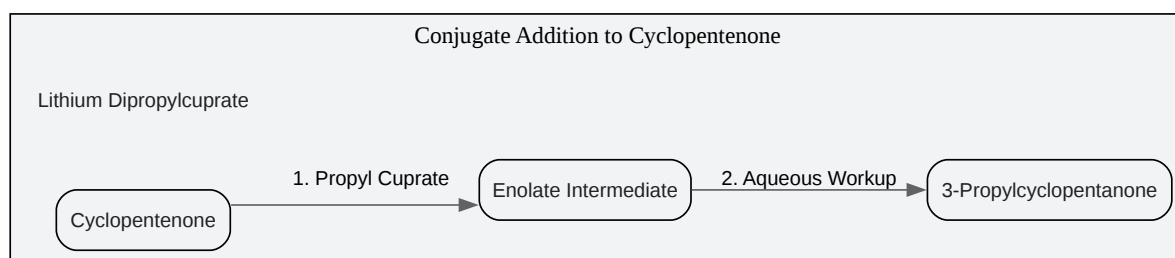 Conjugate Addition to Cyclopentenone
Lithium Dipropylcuprate
1. Propyl Cuprate
Enolate Intermediate
2. Aqueous Workup
3-Propylcyclopentanone
Cyclopentenone